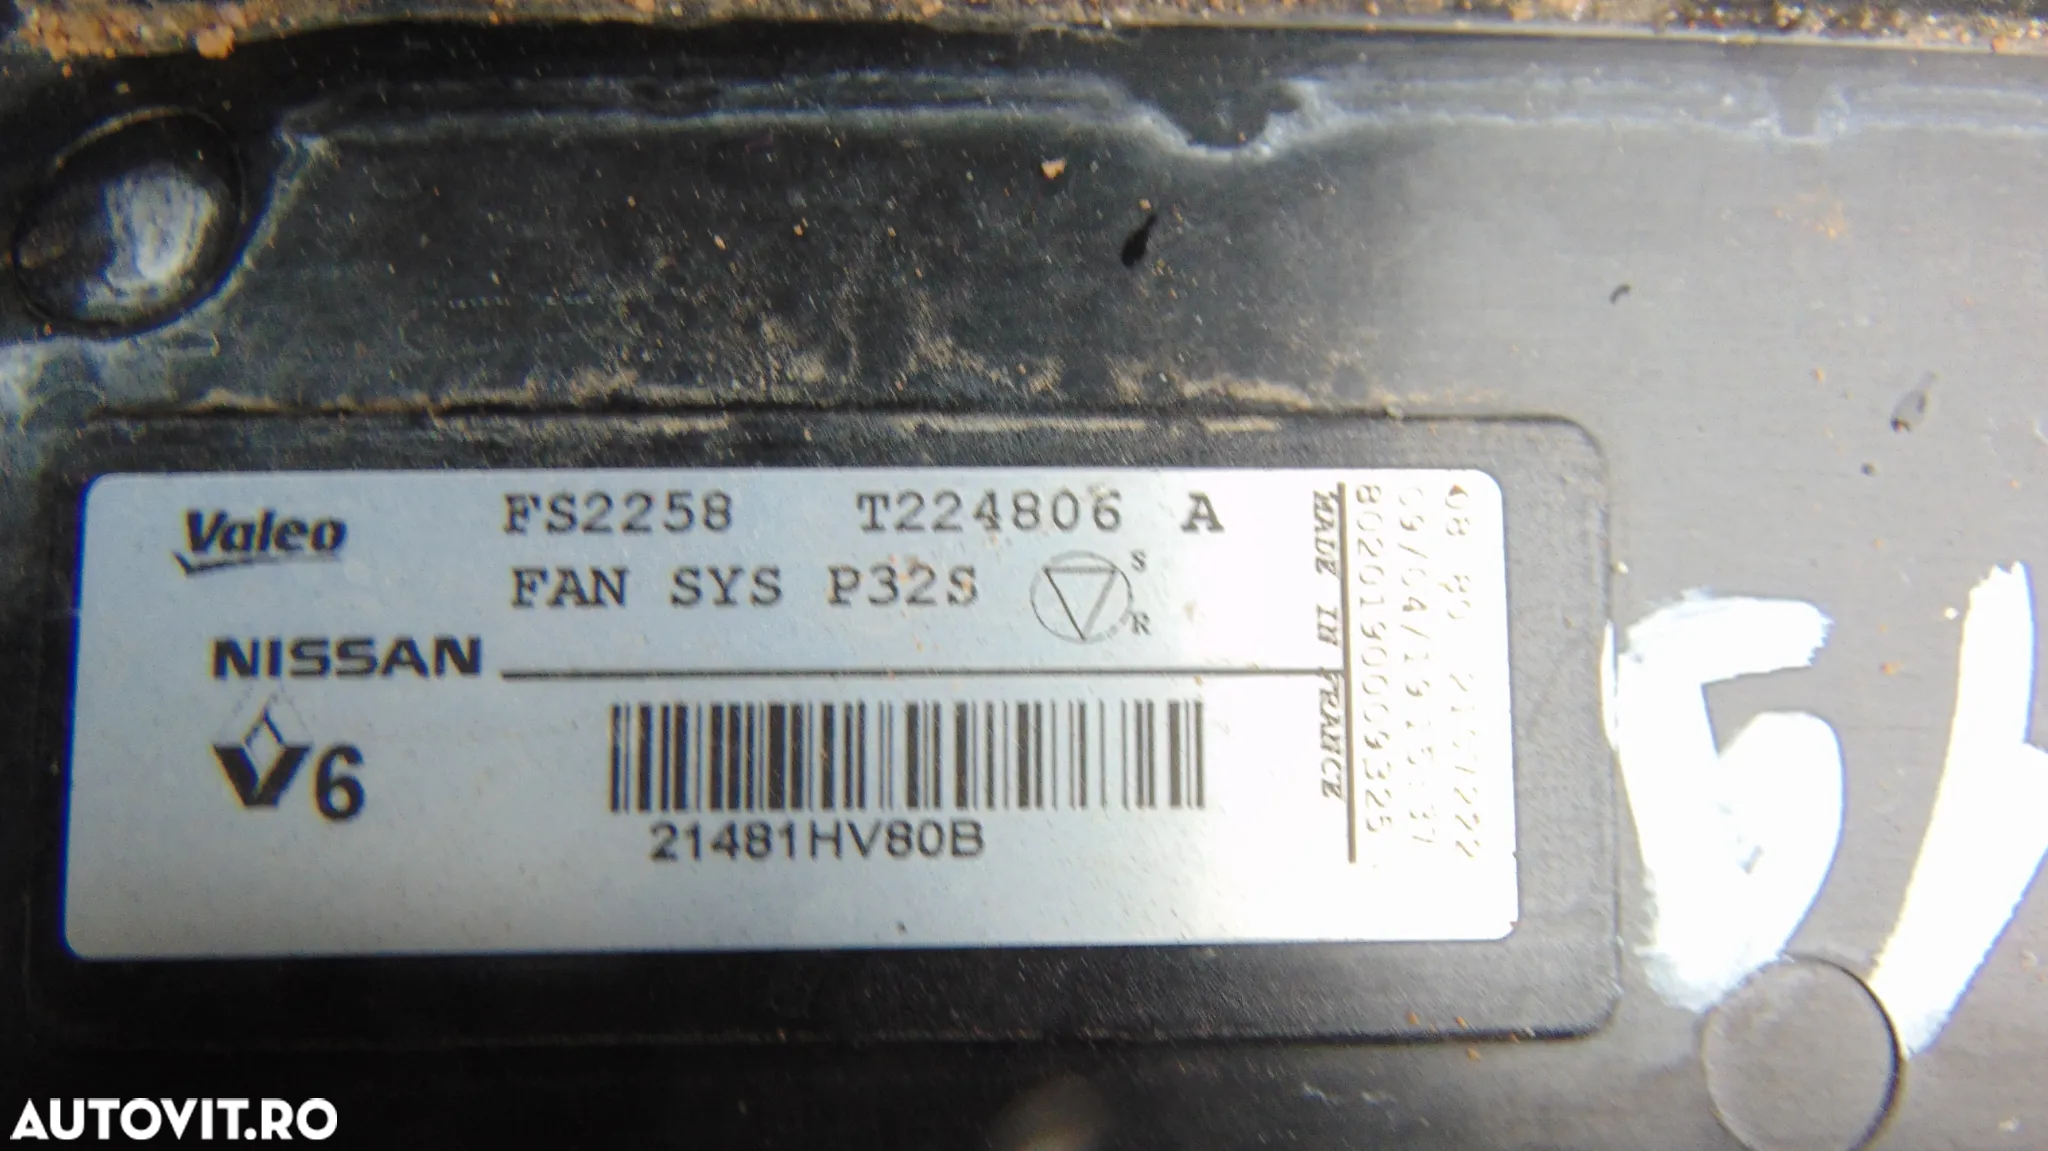 Valeo
FS2258 T224806 A
FAN SYS P32S
S
R
NISSAN
6
21481HV80B
MADE IN FRANCE
8020190009325
AUTOVIT.RO